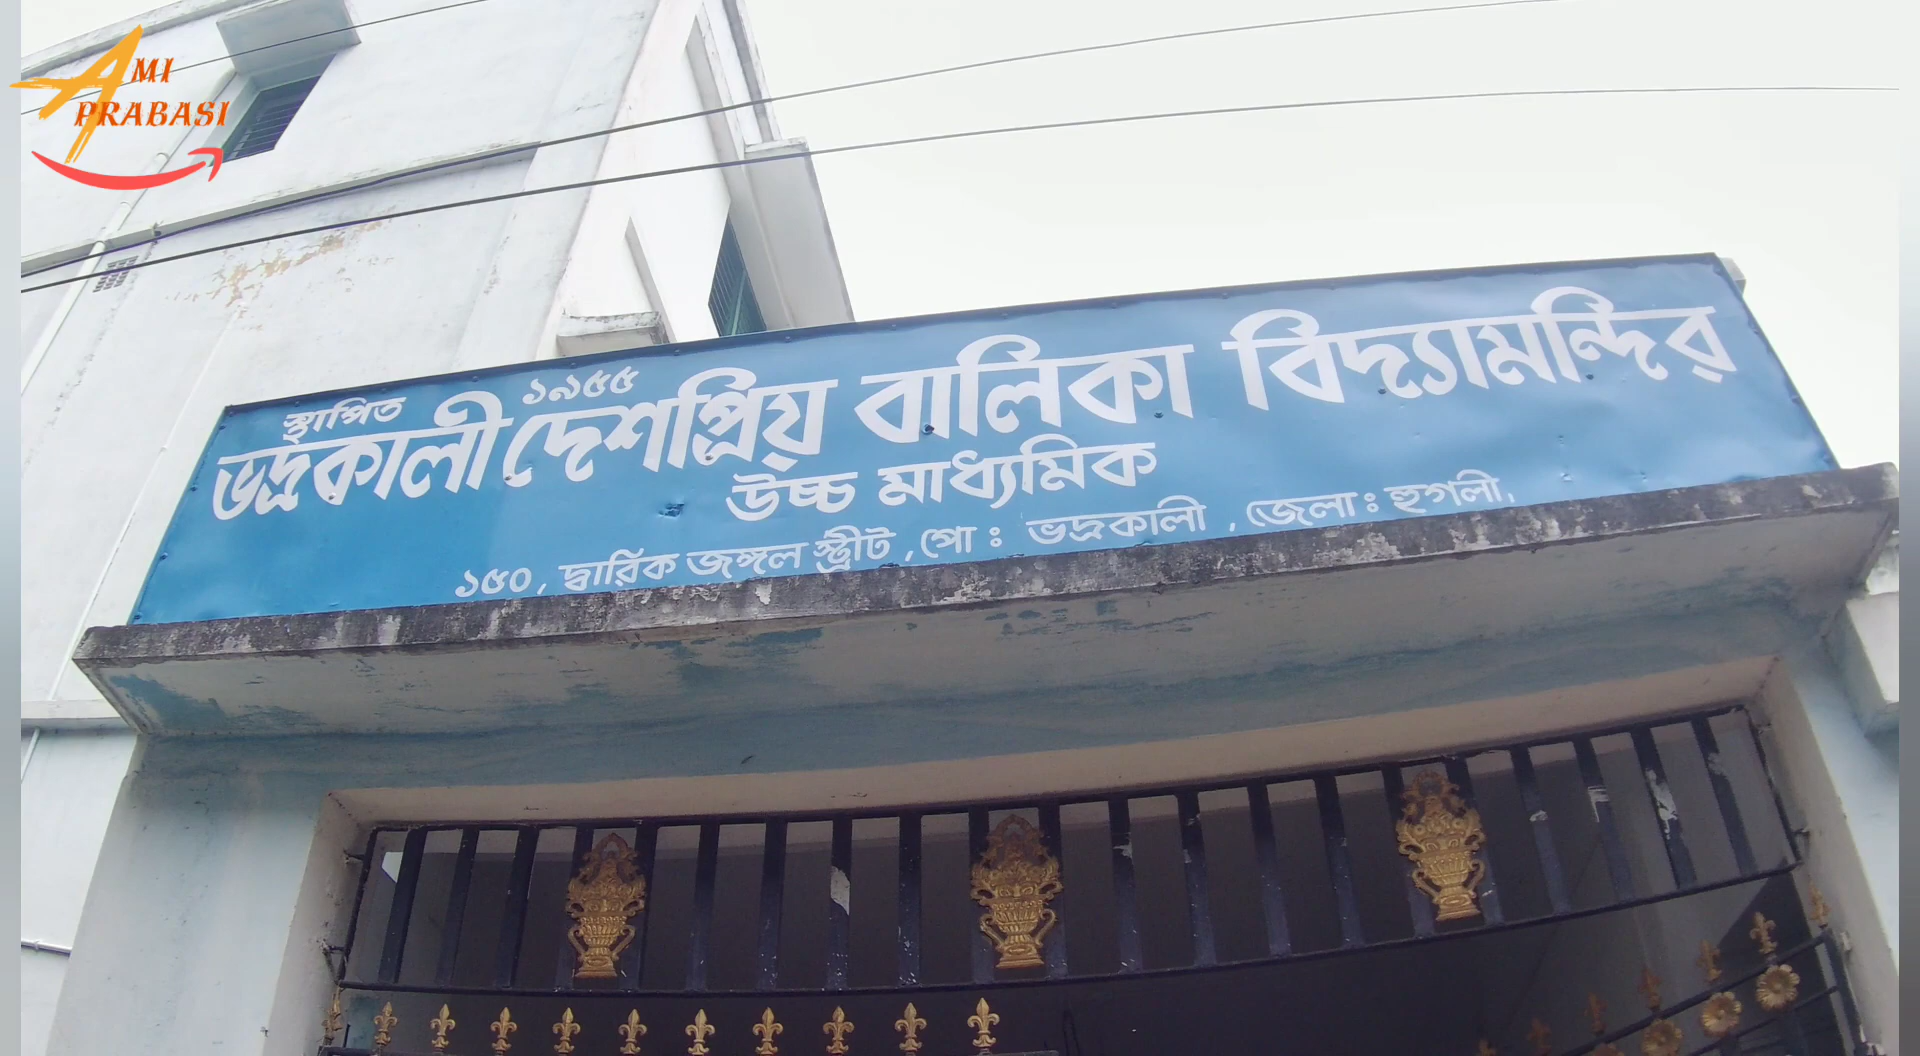 AMI
PRABASI
স্থাপিত ১৯৫৫
ভদ্রকালী দেশপ্রিয় বালিকা বিদ্যামন্দির
উচ্চ মাধ্যমিক
১৫০, দ্বারিক জঙ্গল স্ট্রীট, পো : ভদ্রকালী, জেলা : হুগলী,